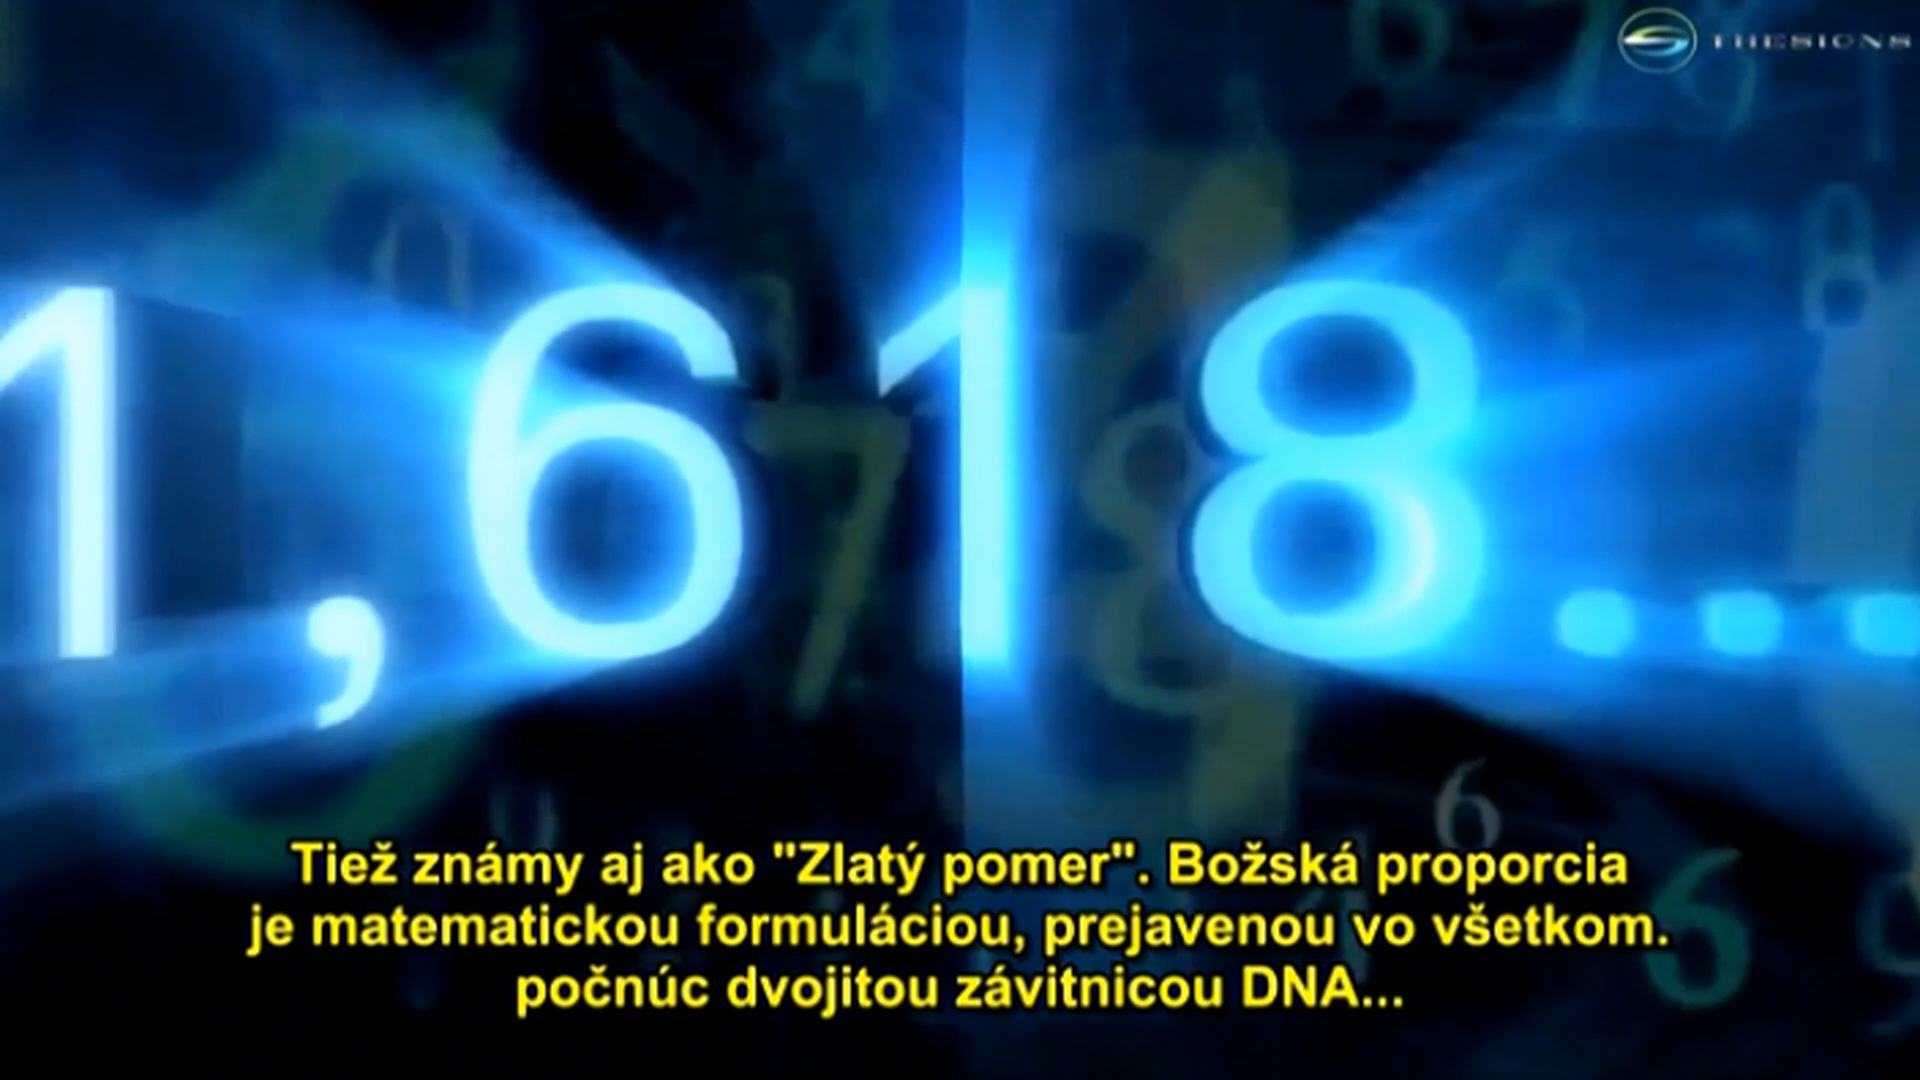 THESIGNS
1,618...
Tiež známy aj ako "Zlatý pomer". Božská proporcia
je matematickou formuláciou, prejavenou vo všetkom.
počnúc dvojitou závitnicou DNA...